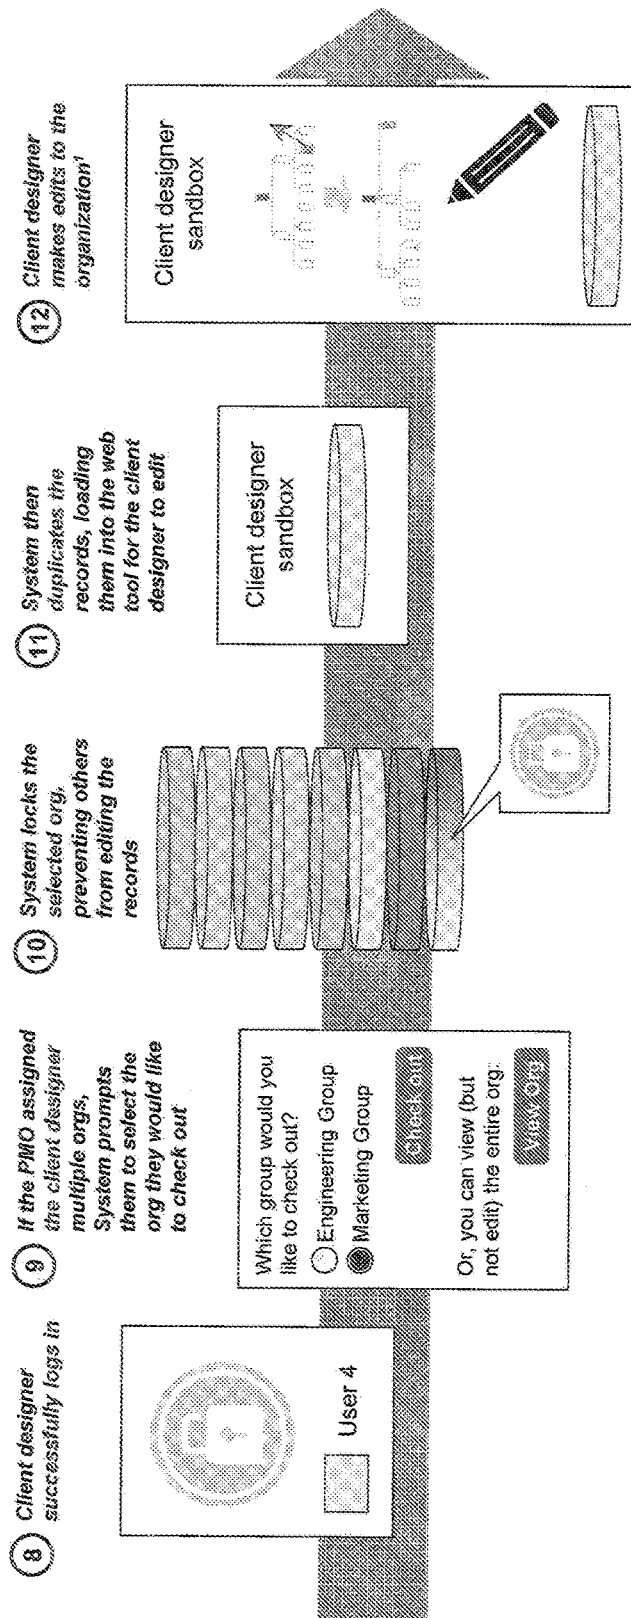 8
Client designer
successfully logs in
User 4
9
If the PMO assigned
the client designer
multiple orgs,
System prompts
them to select the
org they would like
to check out
Which group would you
like to check out?
Engineering Group
Marketing Group
Check out
Or, you can view (but
not edit) the entire org:
View Org
10
System locks the
selected org,
preventing others
from editing the
records
11
System then
duplicates the
records, loading
them into the web
tool for the client
designer to edit
Client designer
sandbox
12
Client designer
makes edits to the
organization¹
Client designer
sandbox